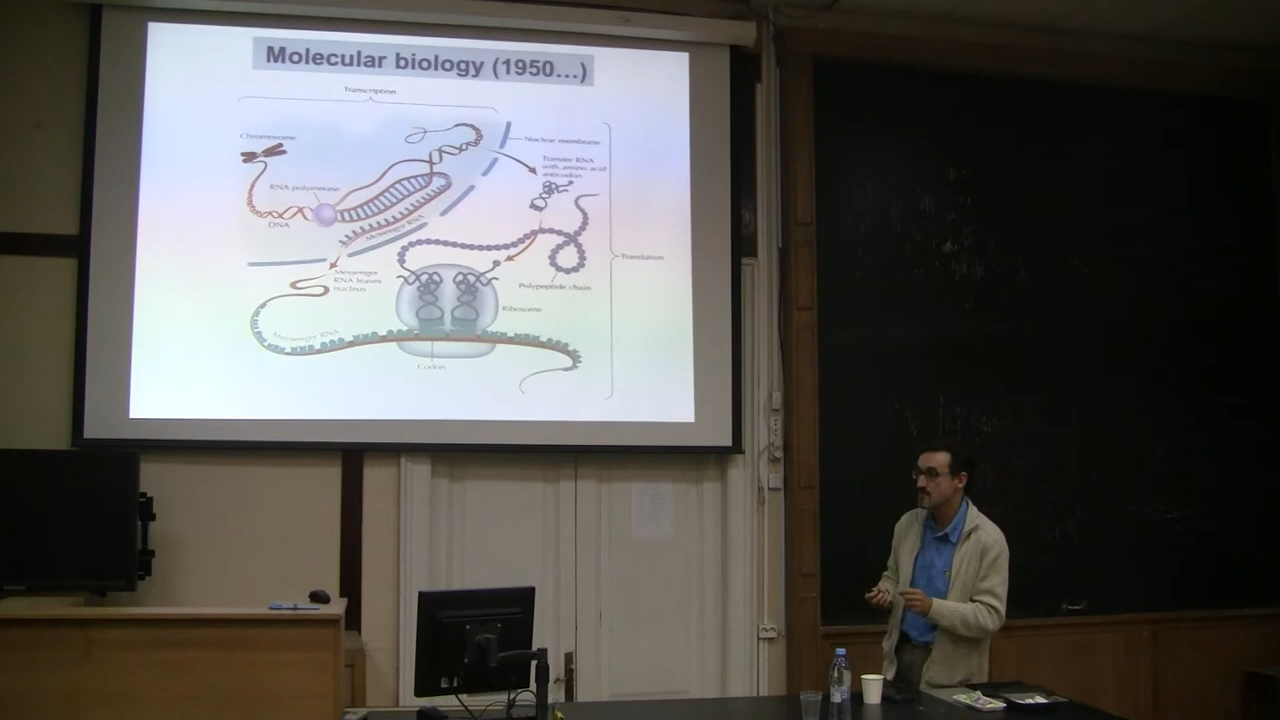 Molecular biology (1950...)
Transcription
Chromosome
Nuclear membrane
Transfer RNA
with amino acid
anticodon
RNA polymerase
DNA
Messenger RNA
Messenger
RNA leaves
nucleus
Translation
Polypeptide chain
Ribosome
Messenger RNA
Codon